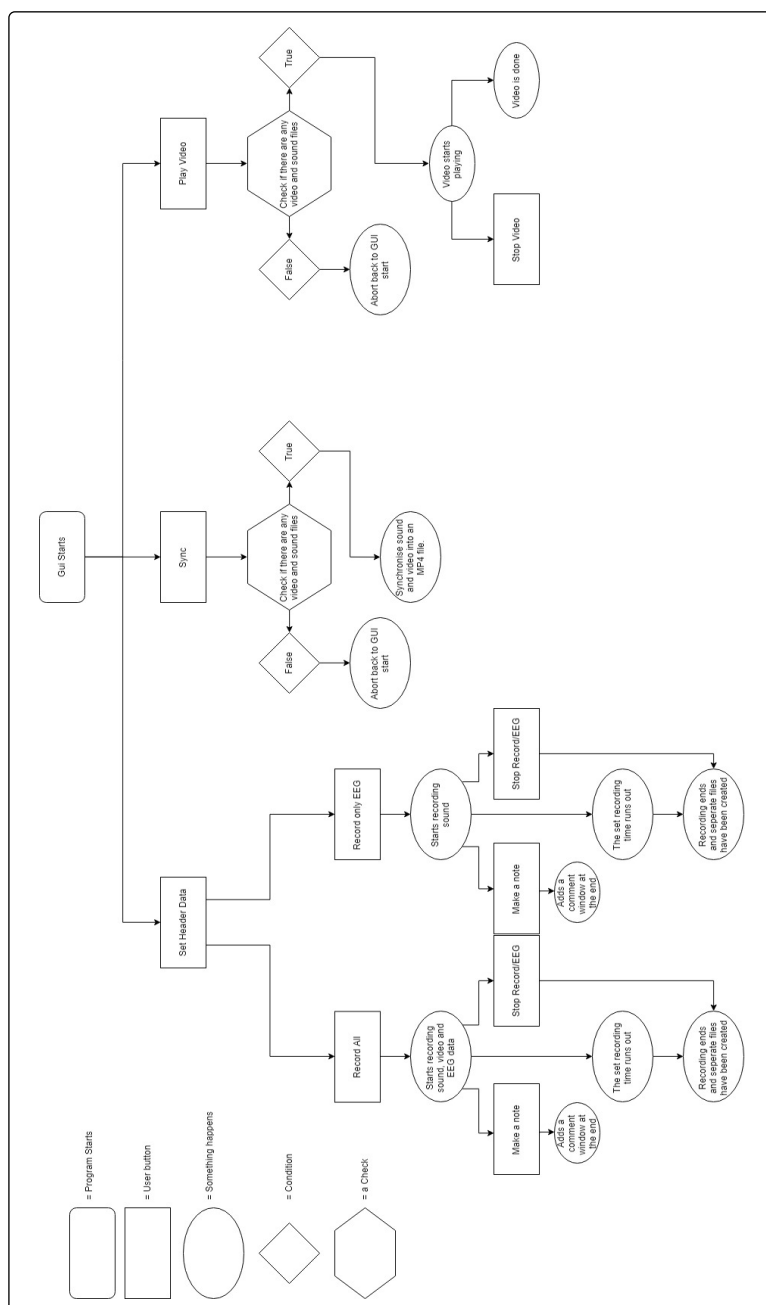 = Program Starts
= User button
= Something happens
= Condition
= a Check
Gui Starts
Set Header Data
Sync
Play Video
Record All
Record only EEG
Check if there are any
video and sound files
False
True
Check if there are any
video and sound files
False
True
Starts recording
sound, video and
EEG data
Starts recording
sound
Abort back to GUI
start
Synchronise sound
and video into an
MP4 file.
Abort back to GUI
start
Video starts
playing
Make a note
Stop Record/EEG
Make a note
Stop Record/EEG
Stop Video
Video is done
Adds a
comment
window at
the end
The set recording
time runs out
Adds a
comment
window at
the end
The set recording
time runs out
Recording ends
and seperate files
have been created
Recording ends
and seperate files
have been created